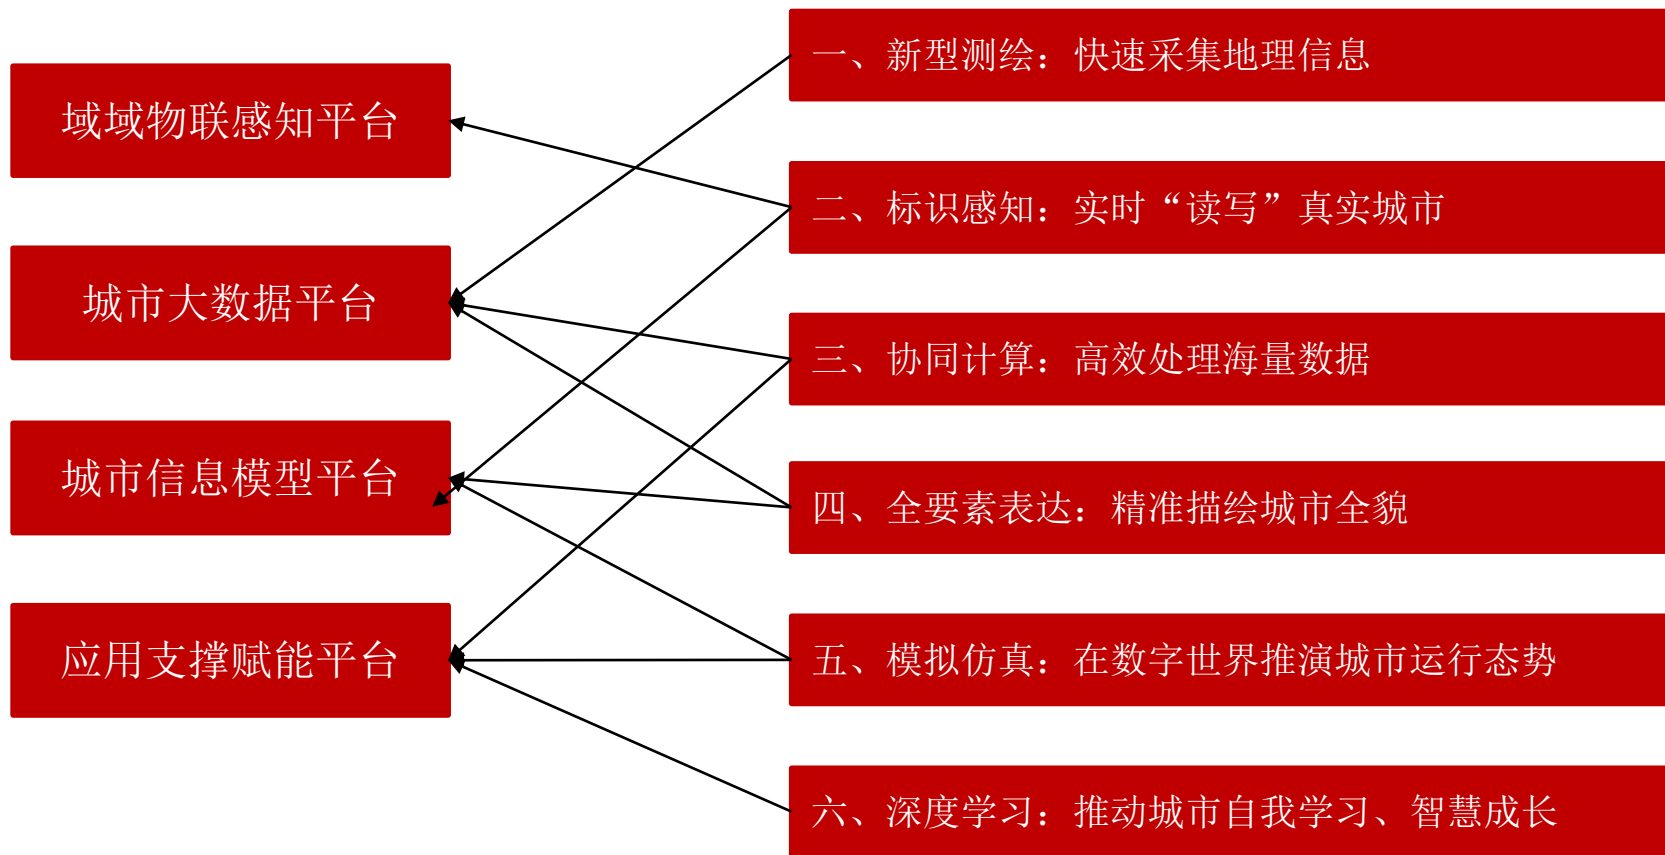 域域物联感知平台
城市大数据平台
城市信息模型平台
应用支撑赋能平台
一、新型测绘：快速采集地理信息
二、标识感知：实时“读写”真实城市
三、协同计算：高效处理海量数据
四、全要素表达：精准描绘城市全貌
五、模拟仿真：在数字世界推演城市运行态势
六、深度学习：推动城市自我学习、智慧成长